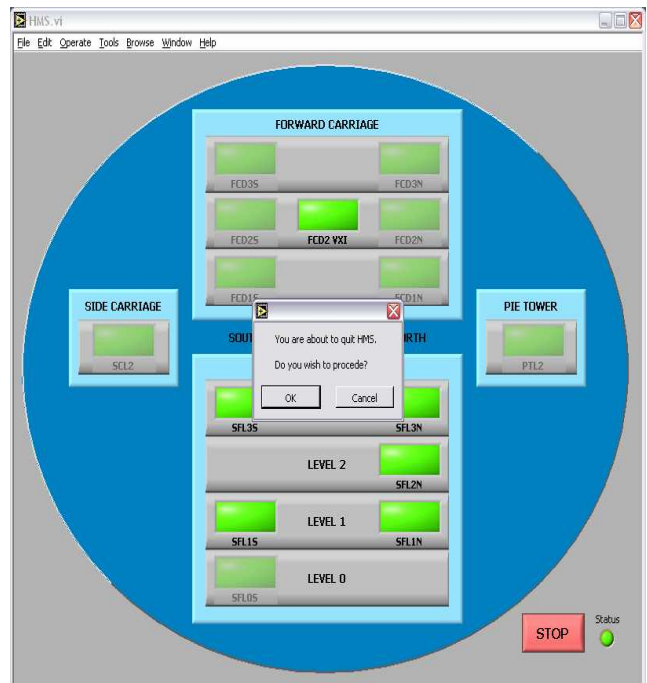 HMS.vi
File Edit Operate Tools Browse Window Help
FORWARD CARRIAGE
FCD3S FCD3N
FCD2S FCD2 VXI FCD2N
FCD1S FCD1N
SIDE CARRIAGE
SCL2
PIE TOWER
PTL2
You are about to quit HMS.
Do you wish to procede?
OK Cancel
SFL3S SFL3N
LEVEL 2
SFL2N
LEVEL 1
SFL1S SFL1N
LEVEL 0
SFL0S
STOP
Status